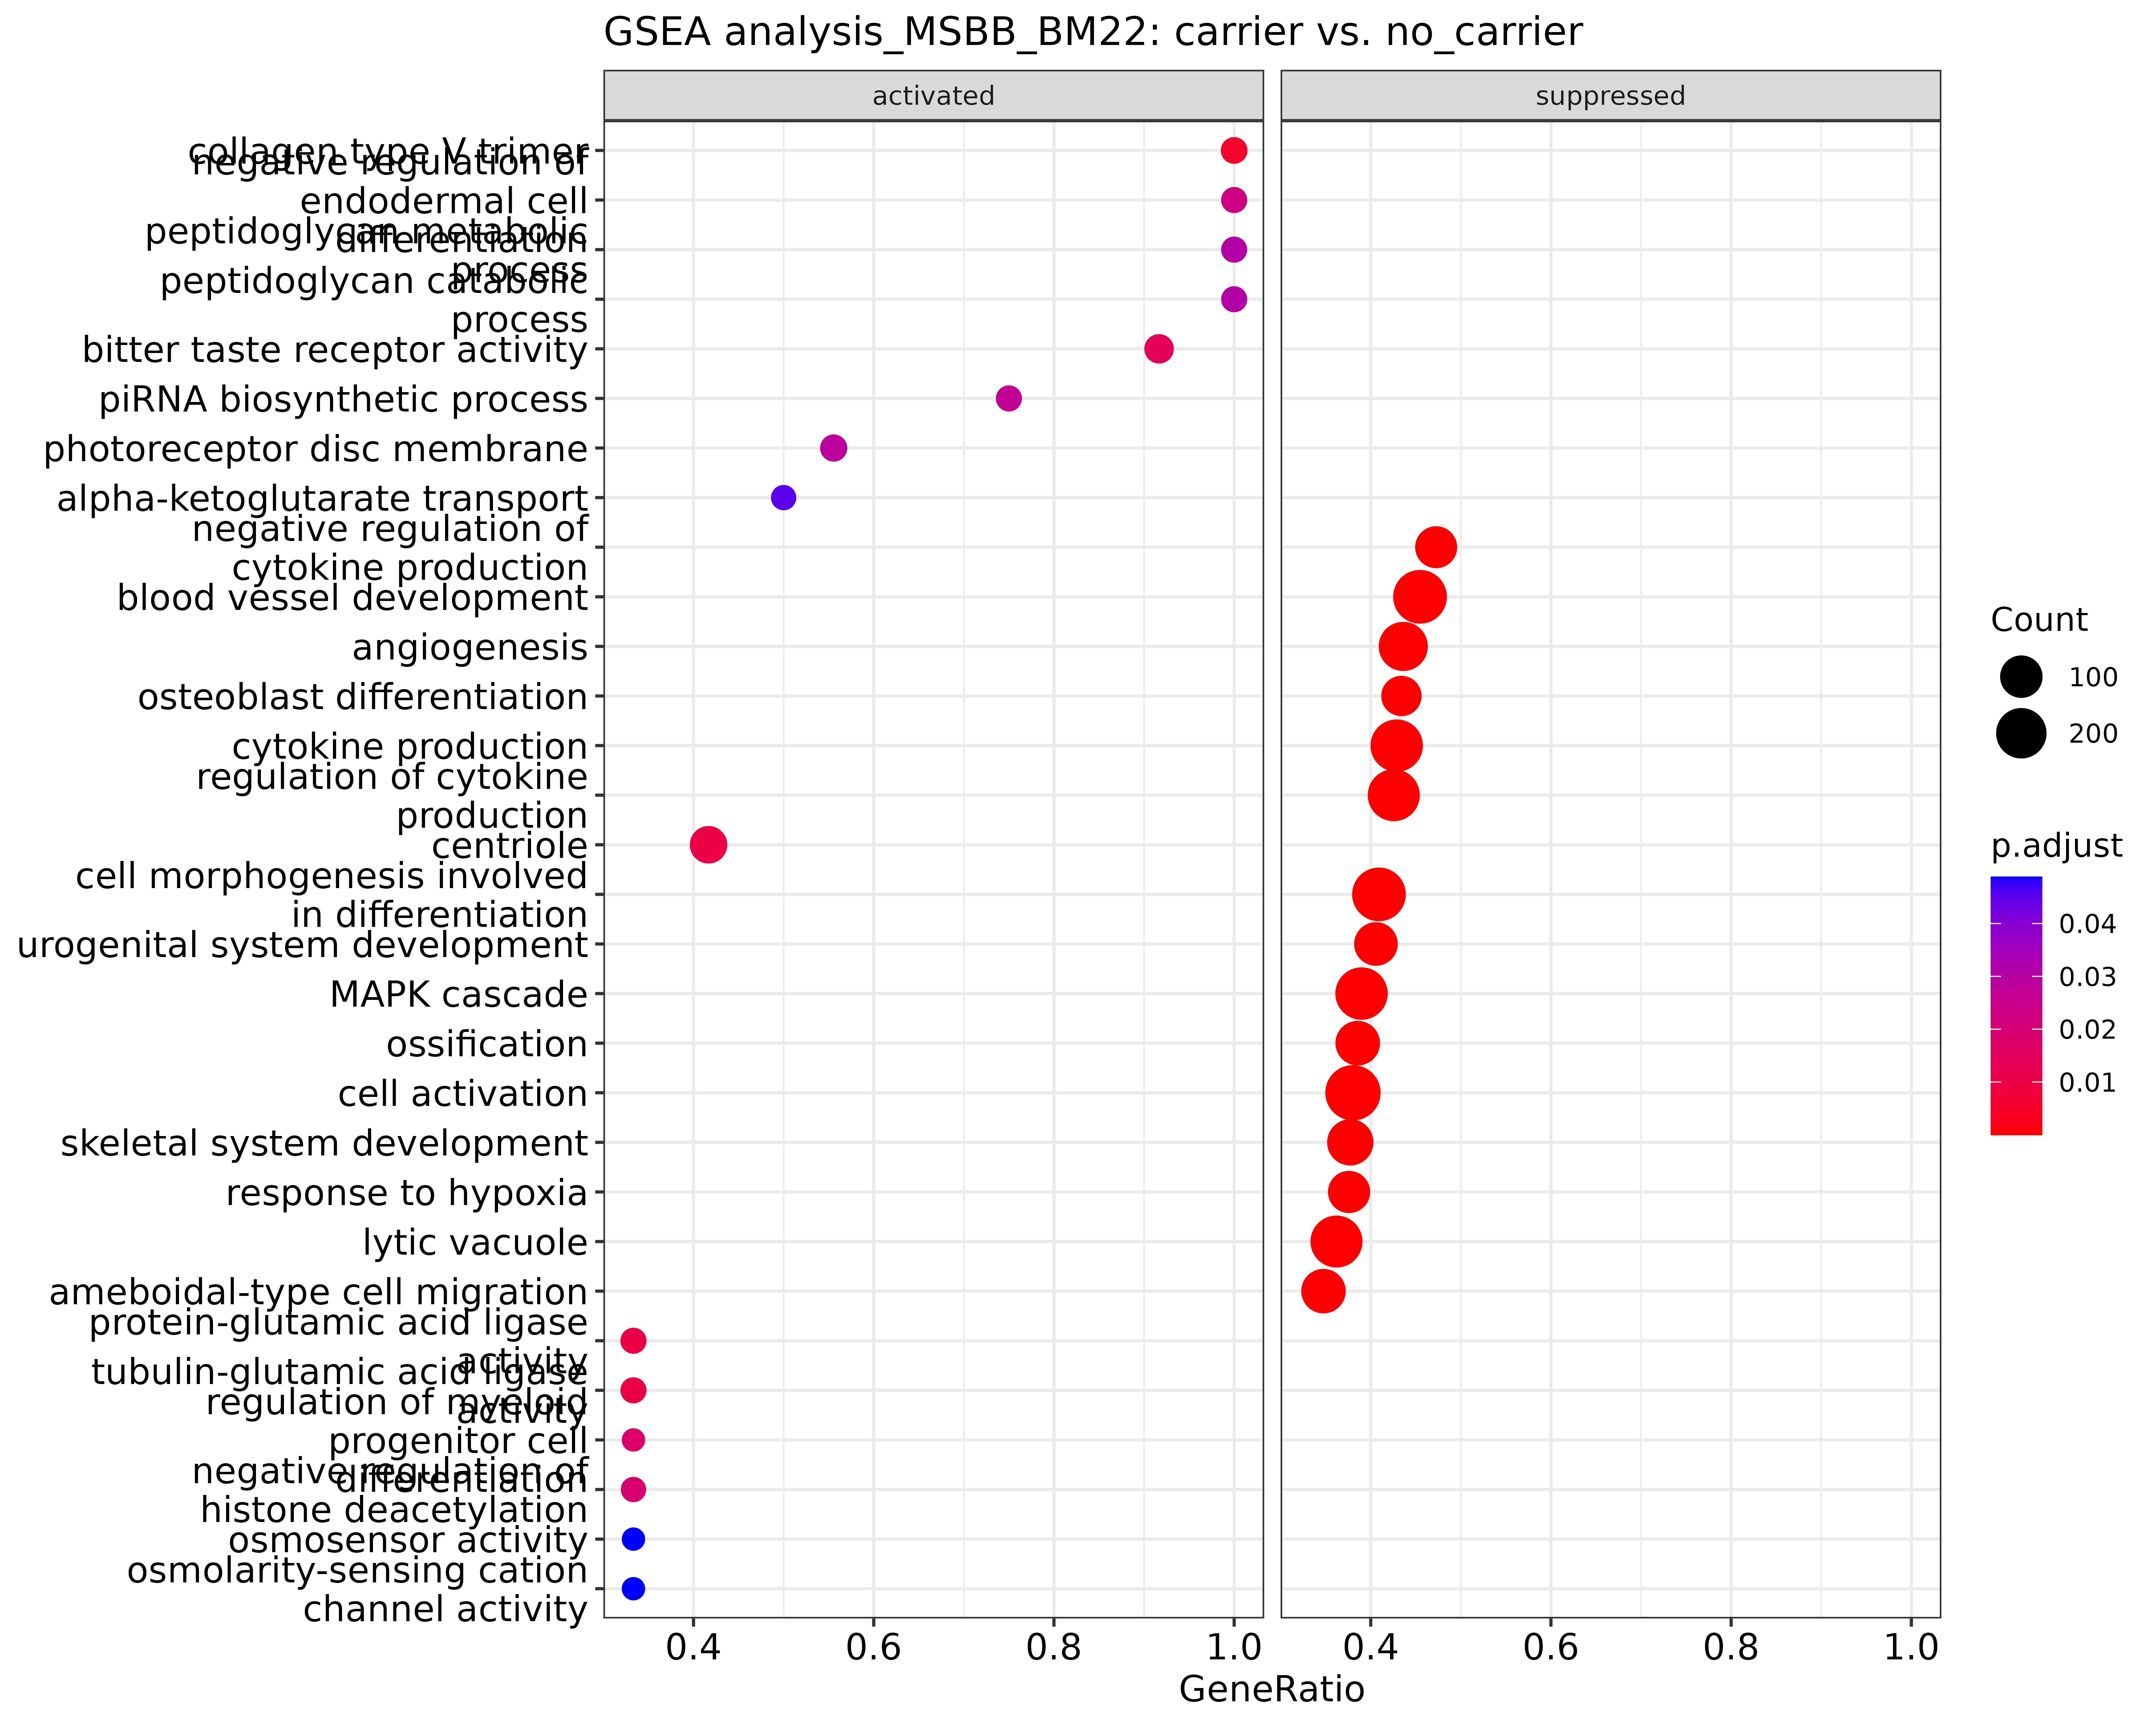 GSEA analysis_MSBB_BM22: carrier vs. no_carrier
activated
suppressed
collagen type V trimer
negative regulation of
endodermal cell
differentiation
peptidoglycan metabolic
process
peptidoglycan catabolic
process
bitter taste receptor activity
piRNA biosynthetic process
photoreceptor disc membrane
alpha-ketoglutarate transport
negative regulation of
cytokine production
blood vessel development
angiogenesis
osteoblast differentiation
cytokine production
regulation of cytokine
production
centriole
cell morphogenesis involved
in differentiation
urogenital system development
MAPK cascade
ossification
cell activation
skeletal system development
response to hypoxia
lytic vacuole
ameboidal-type cell migration
protein-glutamic acid ligase
activity
tubulin-glutamic acid ligase
activity
regulation of myeloid
progenitor cell
differentiation
negative regulation of
histone deacetylation
osmosensor activity
osmolarity-sensing cation
channel activity
0.4 0.6 0.8 1.0
0.4 0.6 0.8 1.0
GeneRatio
Count
100
200
p.adjust
0.04
0.03
0.02
0.01